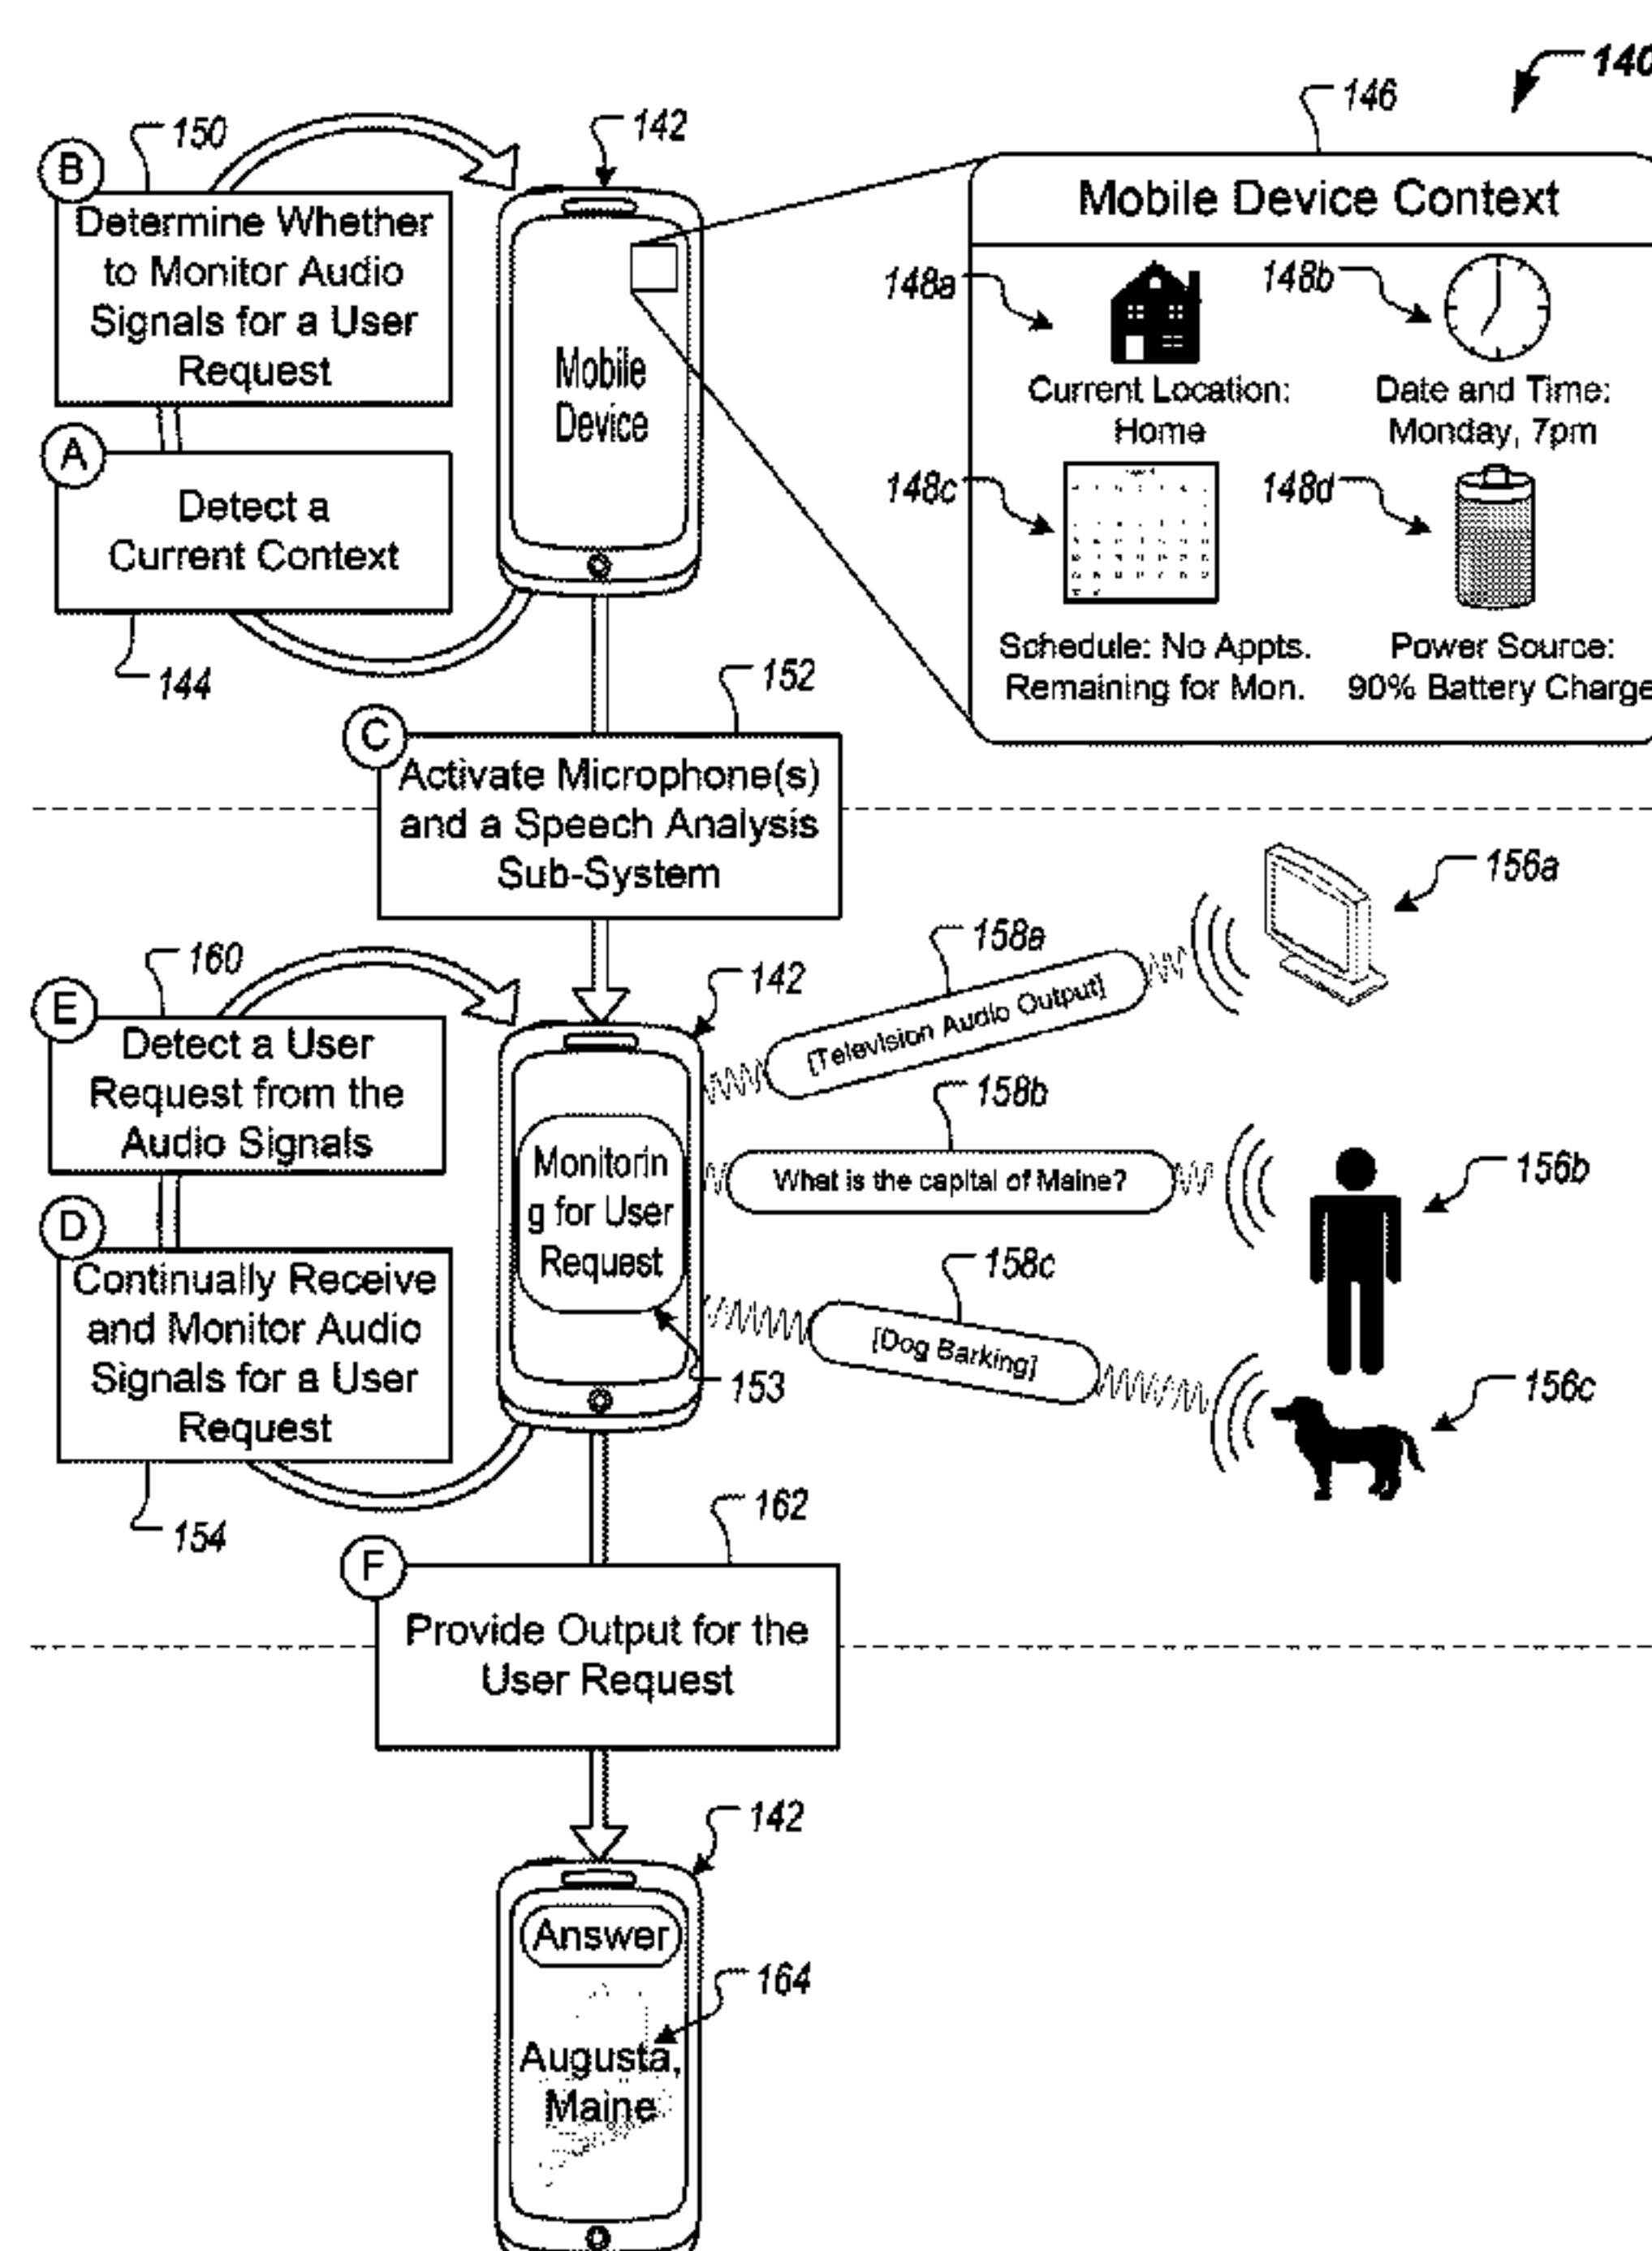 140
146
150
142
B
Determine Whether
to Monitor Audio
Signals for a User
Request
Mobile Device Context
148a
148b
Mobile
Device
Current Location:
Home
Date and Time:
Monday, 7pm
A
Detect a
Current Context
148c
148d
144
Schedule: No Appts.
Remaining for Mon.
Power Source:
90% Battery Charge
152
C
Activate Microphone(s)
and a Speech Analysis
Sub-System
156a
158a
160
142
[Television Audio Output]
E
Detect a User
Request from the
Audio Signals
158b
Monitorin
g for User
Request
What is the capital of Maine?
156b
D
Continually Receive
and Monitor Audio
Signals for a User
Request
158c
[Dog Barking]
153
156c
154
162
F
Provide Output for the
User Request
142
Answer
164
Augusta,
Maine